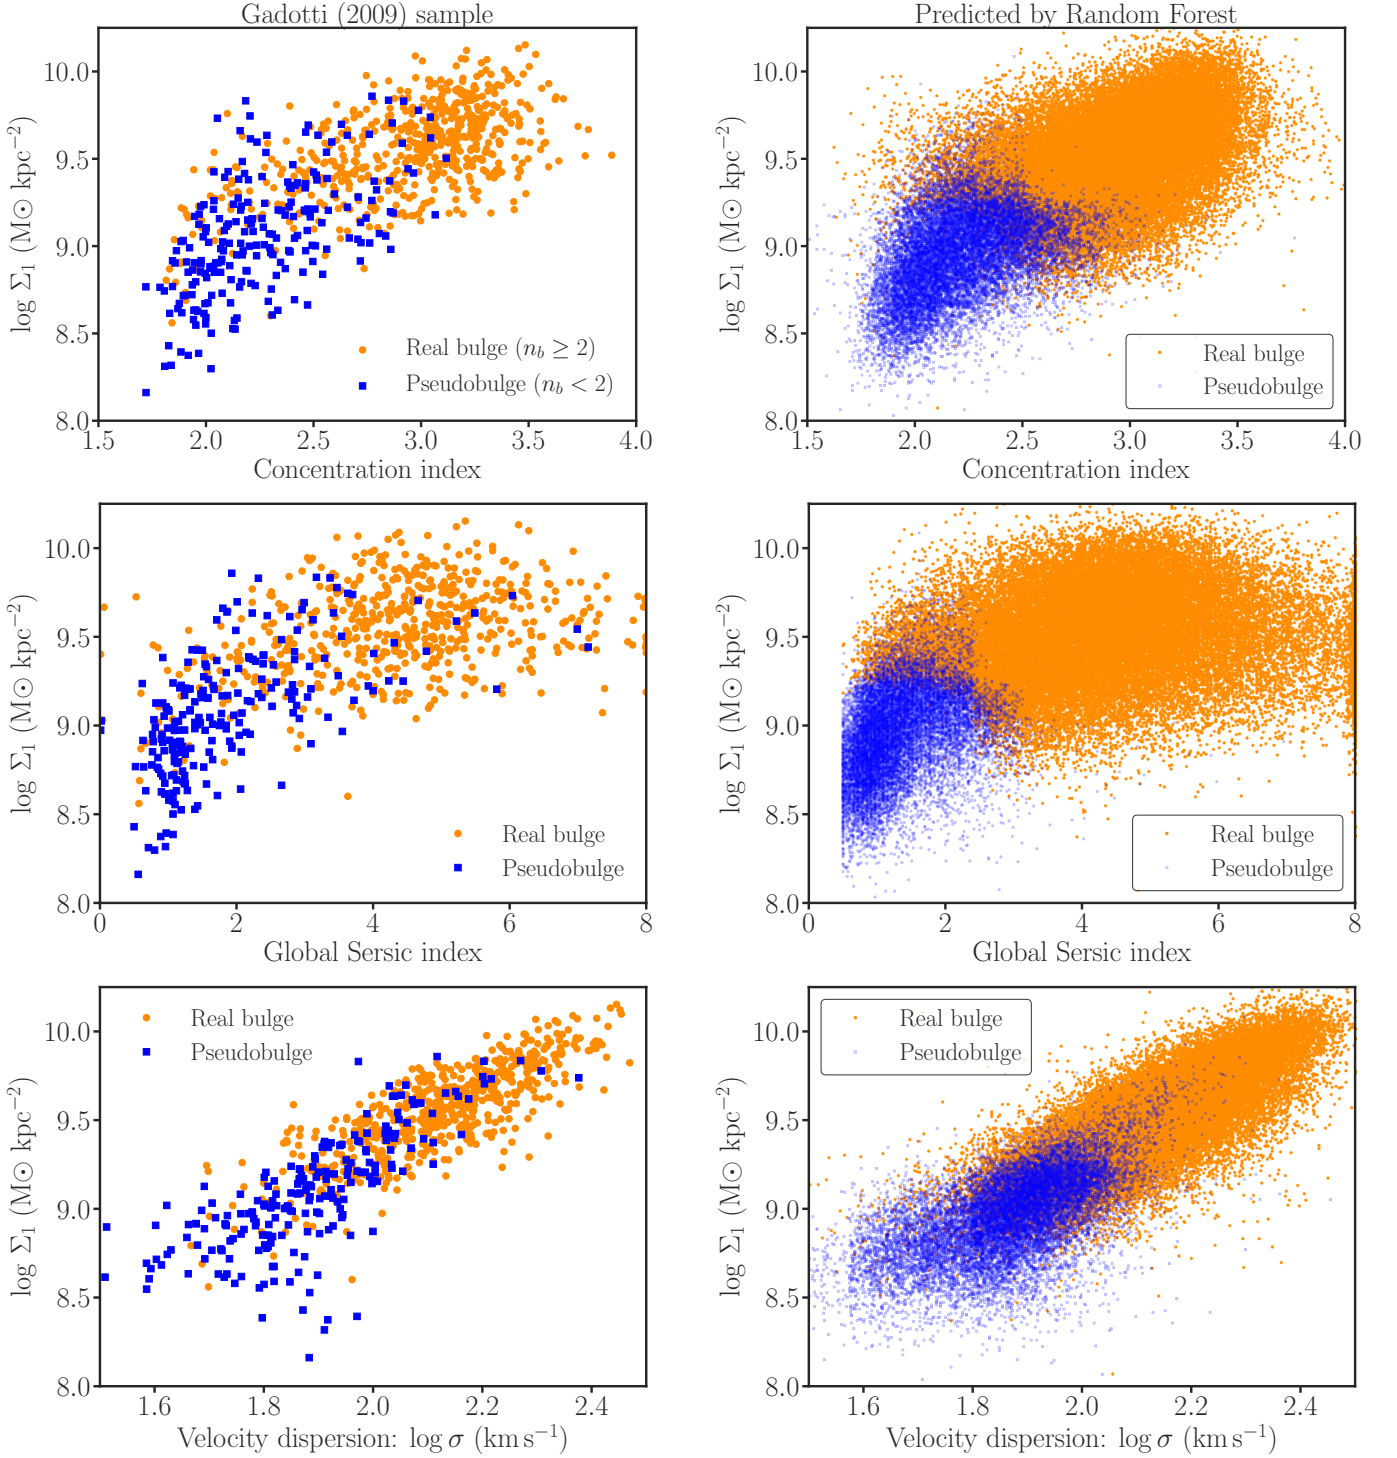 Gadotti (2009) sample
10.0
9.5
9.0
8.5
8.0
log Σ₁ (M⊙ kpc⁻²)
Real bulge (n_b ≥ 2)
Pseudobulge (n_b < 2)
1.5 2.0 2.5 3.0 3.5 4.0
Concentration index
Predicted by Random Forest
10.0
9.5
9.0
8.5
8.0
log Σ₁ (M⊙ kpc⁻²)
Real bulge
Pseudobulge
1.5 2.0 2.5 3.0 3.5 4.0
Concentration index
10.0
9.5
9.0
8.5
8.0
log Σ₁ (M⊙ kpc⁻²)
Real bulge
Pseudobulge
0 2 4 6 8
Global Sersic index
10.0
9.5
9.0
8.5
8.0
log Σ₁ (M⊙ kpc⁻²)
Real bulge
Pseudobulge
0 2 4 6 8
Global Sersic index
Real bulge
Pseudobulge
10.0
9.5
9.0
8.5
8.0
log Σ₁ (M⊙ kpc⁻²)
1.6 1.8 2.0 2.2 2.4
Velocity dispersion: log σ (km s⁻¹)
Real bulge
Pseudobulge
10.0
9.5
9.0
8.5
8.0
log Σ₁ (M⊙ kpc⁻²)
1.6 1.8 2.0 2.2 2.4
Velocity dispersion: log σ (km s⁻¹)